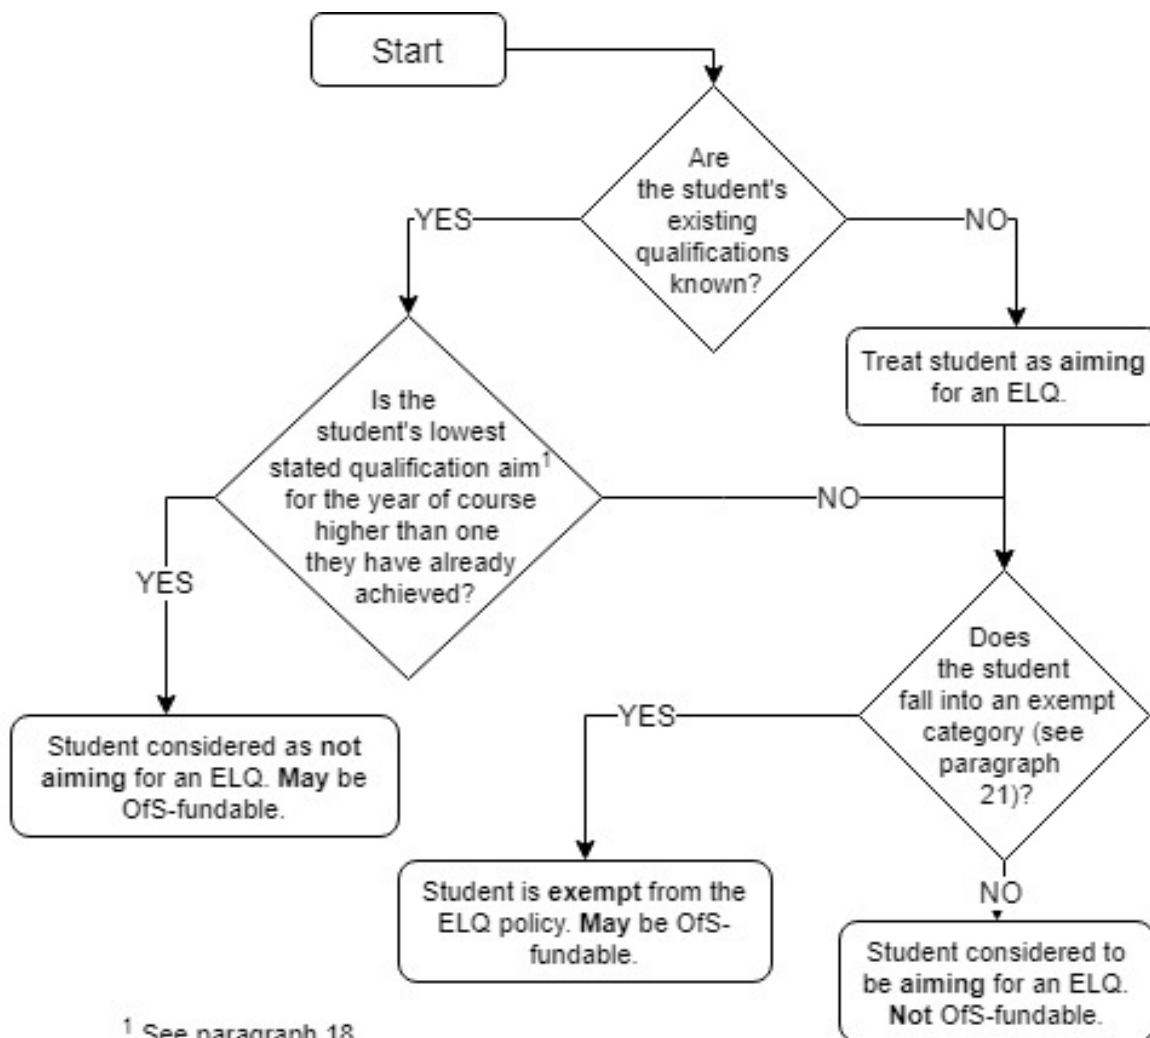 Start
Are
the student's
existing
qualifications
known?
YES
NO
Treat student as aiming
for an ELQ.
Is the
student's lowest
stated qualification aim1
for the year of course
higher than one
they have already
achieved?
NO
YES
Does
the student
fall into an exempt
category (see
paragraph
21)?
YES
Student considered as not
aiming for an ELQ. May be
OfS-fundable.
Student is exempt from the
ELQ policy. May be OfS-
fundable.
NO
Student considered to
be aiming for an ELQ.
Not OfS-fundable.
1 See paragraph 18